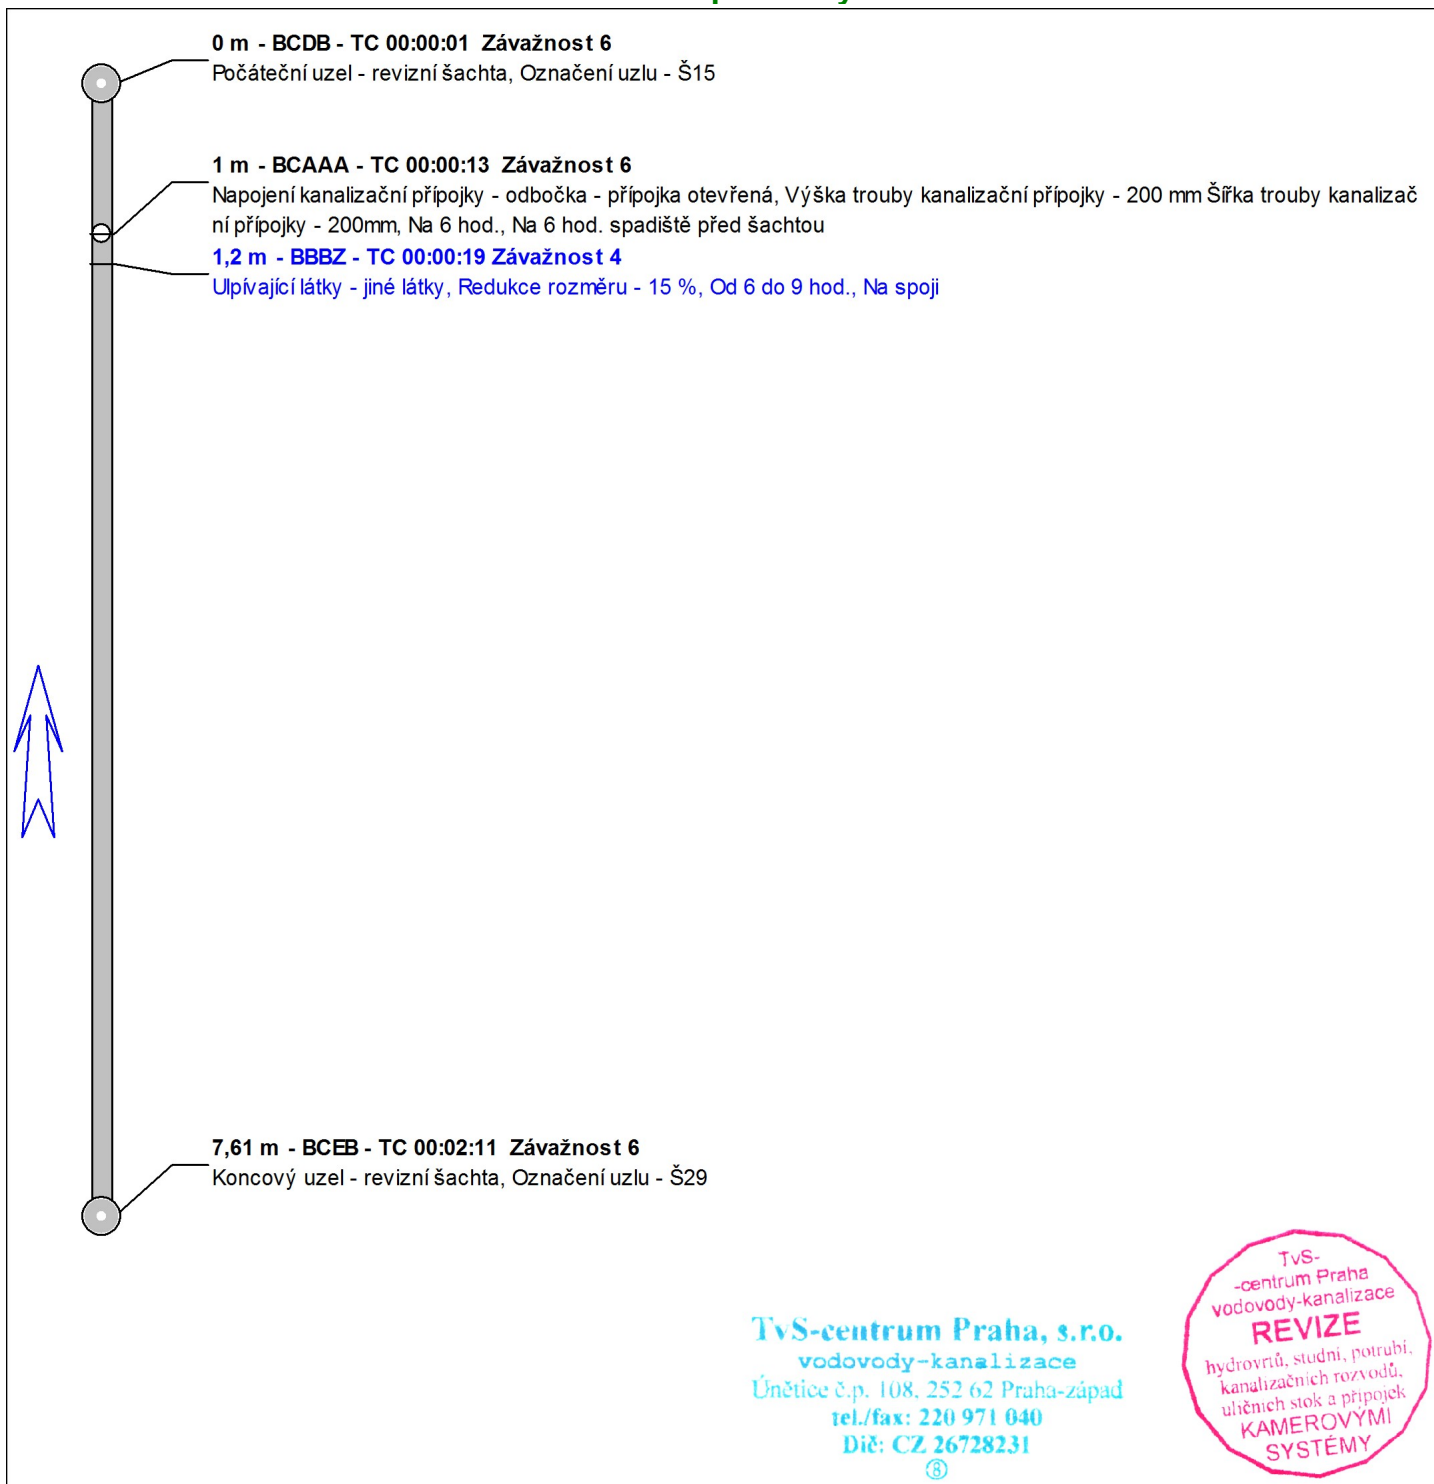 0 m - BCDB - TC 00:00:01 Závažnost 6
Počáteční uzel - revizní šachta, Označení uzlu - Š15
1 m - BCAAA - TC 00:00:13 Závažnost 6
Napojení kanalizační přípojky - odbočka - přípojka otevřená, Výška trouby kanalizační přípojky - 200 mm Šířka trouby kanalizač
ní přípojky - 200mm, Na 6 hod., Na 6 hod. spadiště před šachtou
1,2 m - BBBZ - TC 00:00:19 Závažnost 4
Ulpívající látky - jiné látky, Redukce rozměru - 15 %, Od 6 do 9 hod., Na spoji
7,61 m - BCEB - TC 00:02:11 Závažnost 6
Koncový uzel - revizní šachta, Označení uzlu - Š29
TvS-centrum Praha, s.r.o.
vodovody-kanalizace
Únětice č.p. 108, 252 62 Praha-západ
tel./fax: 220 971 040
Dič: CZ 26728231
8
TvS-
-centrum Praha
vodovody-kanalizace
REVIZE
hydrovrtů, studní, potrubí,
kanalizačních rozvodů,
uličních stok a přípojek
KAMEROVÝMI
SYSTÉMY